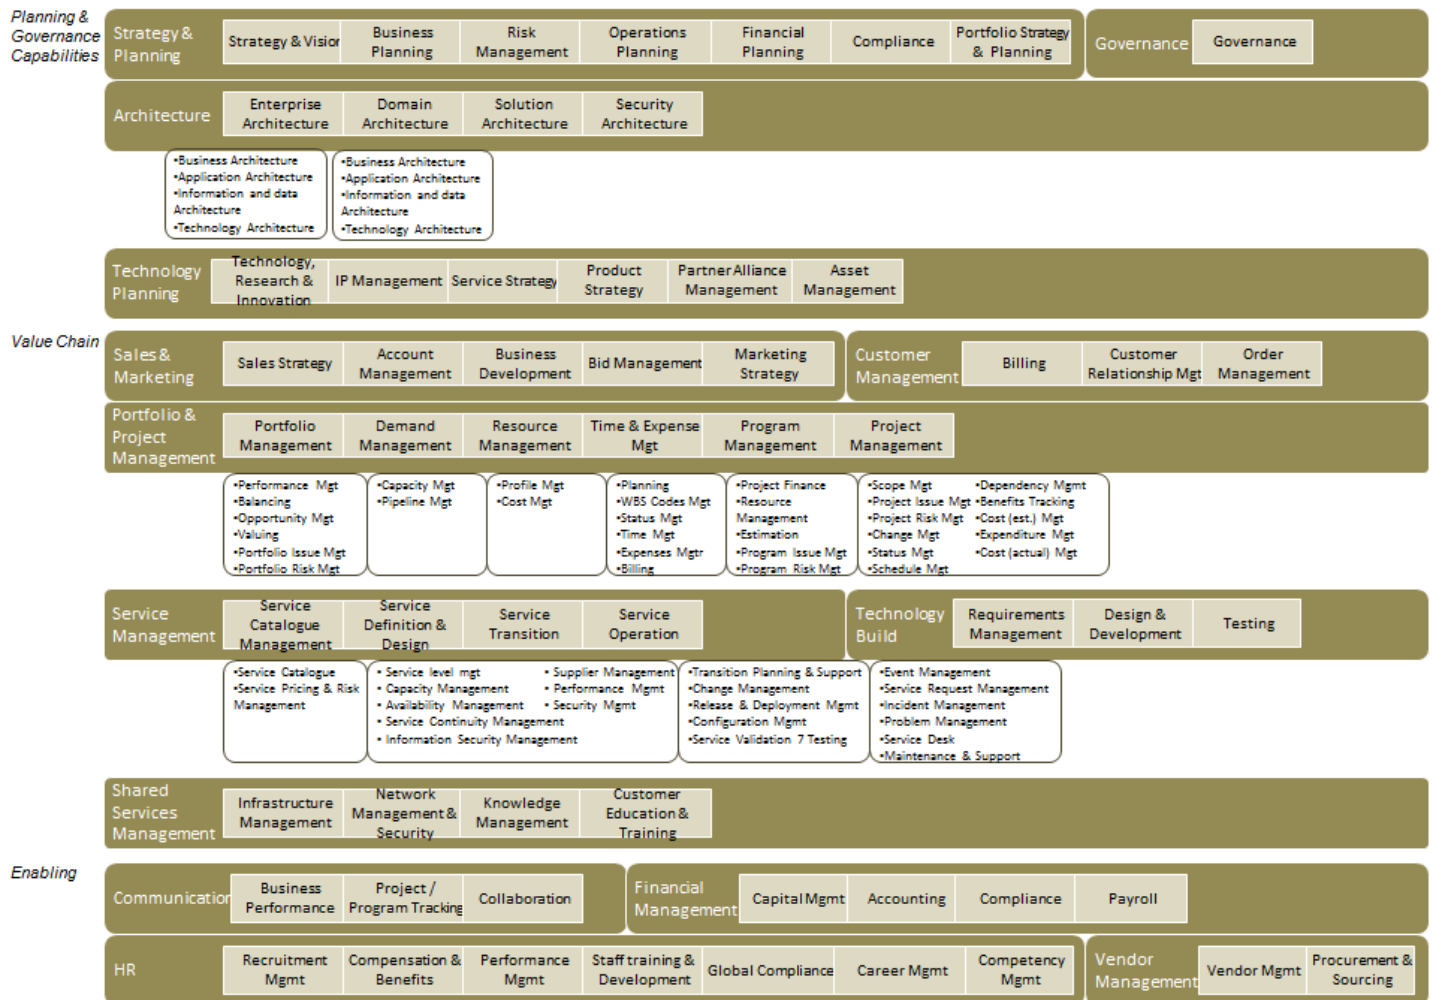 Planning &
Governance
Capabilities
Strategy &
Planning
Strategy & Vision
Business
Planning
Risk
Management
Operations
Planning
Financial
Planning
Compliance
Portfolio Strategy
& Planning
Governance
Governance
Architecture
Enterprise
Architecture
Domain
Architecture
Solution
Architecture
Security
Architecture
•Business Architecture
•Application Architecture
•Information and data
Architecture
•Technology Architecture
•Business Architecture
•Application Architecture
•Information and data
Architecture
•Technology Architecture
Technology
Planning
Technology,
Research &
Innovation
IP Management
Service Strategy
Product
Strategy
Partner Alliance
Management
Asset
Management
Value Chain
Sales &
Marketing
Sales Strategy
Account
Management
Business
Development
Bid Management
Marketing
Strategy
Customer
Management
Billing
Customer
Relationship Mgt
Order
Management
Portfolio &
Project
Management
Portfolio
Management
Demand
Management
Resource
Management
Time & Expense
Mgt
Program
Management
Project
Management
•Performance Mgt
•Balancing
•Opportunity Mgt
•Valuing
•Portfolio Issue Mgt
•Portfolio Risk Mgt
•Capacity Mgt
•Pipeline Mgt
•Profile Mgt
•Cost Mgt
•Planning
•WBS Codes Mgt
•Status Mgt
•Time Mgt
•Expenses Mgtr
•Billing
•Project Finance
•Resource
Management
•Estimation
•Program Issue Mgt
•Program Risk Mgt
•Scope Mgt
•Project Issue Mgt
•Project Risk Mgt
•Change Mgt
•Status Mgt
•Schedule Mgt
•Dependency Mgmt
•Benefits Tracking
•Cost (est.) Mgt
•Expenditure Mgt
•Cost (actual) Mgt
Service
Management
Service
Catalogue
Management
Service
Definition &
Design
Service
Transition
Service
Operation
Technology
Build
Requirements
Management
Design &
Development
Testing
•Service Catalogue
•Service Pricing & Risk
Management
• Service level mgt
• Capacity Management
• Availability Management
• Service Continuity Management
• Information Security Management
• Supplier Management
• Performance Mgmt
• Security Mgmt
•Transition Planning & Support
•Change Management
•Release & Deployment Mgmt
•Configuration Mgmt
•Service Validation 7 Testing
•Event Management
•Service Request Management
•Incident Management
•Problem Management
•Service Desk
•Maintenance & Support
Shared
Services
Management
Infrastructure
Management
Network
Management &
Security
Knowledge
Management
Customer
Education &
Training
Enabling
Communication
Business
Performance
Project /
Program Tracking
Collaboration
Financial
Management
Capital Mgmt
Accounting
Compliance
Payroll
HR
Recruitment
Mgmt
Compensation &
Benefits
Performance
Mgmt
Staff training &
Development
Global Compliance
Career Mgmt
Competency
Mgmt
Vendor
Management
Vendor Mgmt
Procurement &
Sourcing